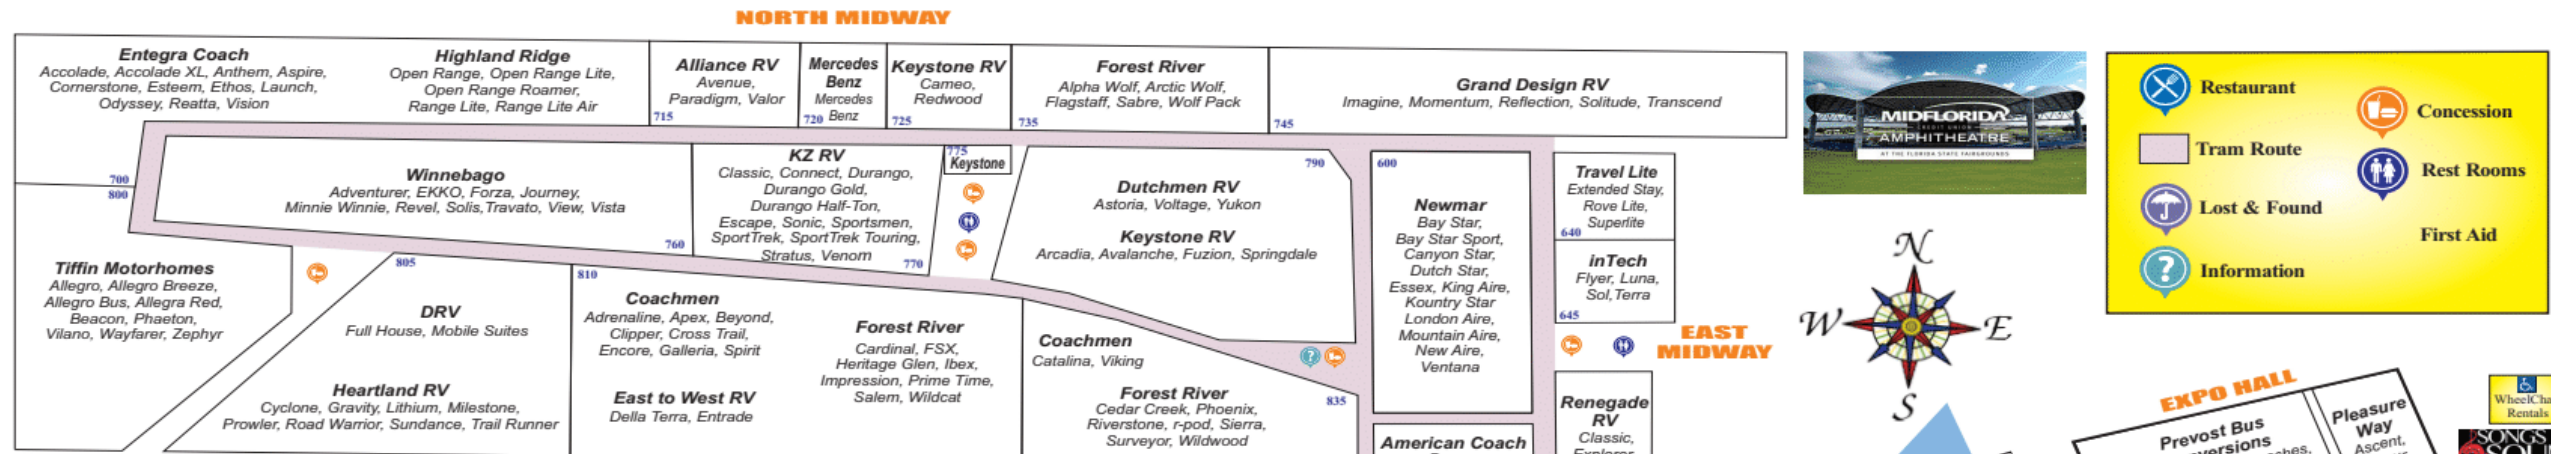 NORTH MIDWAY
Entegra Coach
Accolade, Accolade XL, Anthem, Aspire,
Cornerstone, Esteem, Ethos, Launch,
Odyssey, Reatta, Vision
700
Highland Ridge
Open Range, Open Range Lite,
Open Range Roamer,
Range Lite, Range Lite Air
Alliance RV
Avenue,
Paradigm, Valor
715
Mercedes
Benz
Mercedes
Benz
720
Keystone RV
Cameo,
Redwood
725
Forest River
Alpha Wolf, Arctic Wolf,
Flagstaff, Sabre, Wolf Pack
735
Grand Design RV
Imagine, Momentum, Reflection, Solitude, Transcend
745
Winnebago
Adventurer, EKKO, Forza, Journey,
Minnie Winnie, Revel, Solis,Travato, View, Vista
760
KZ RV
Classic, Connect, Durango,
Durango Gold,
Durango Half-Ton,
Escape, Sonic, Sportsmen,
SportTrek, SportTrek Touring,
Stratus, Venom
770
775
Keystone
790
Dutchmen RV
Astoria, Voltage, Yukon
Keystone RV
Arcadia, Avalanche, Fuzion, Springdale
600
Newmar
Bay Star,
Bay Star Sport,
Canyon Star,
Dutch Star,
Essex, King Aire,
Kountry Star
London Aire,
Mountain Aire,
New Aire,
Ventana
Travel Lite
Extended Stay,
Rove Lite,
Superlite
640
inTech
Flyer, Luna,
Sol,Terra
645
EAST
MIDWAY
800
Tiffin Motorhomes
Allegro, Allegro Breeze,
Allegro Bus, Allegra Red,
Beacon, Phaeton,
Vilano, Wayfarer, Zephyr
805
DRV
Full House, Mobile Suites
Heartland RV
Cyclone, Gravity, Lithium, Milestone,
Prowler, Road Warrior, Sundance, Trail Runner
810
Coachmen
Adrenaline, Apex, Beyond,
Clipper, Cross Trail,
Encore, Galleria, Spirit
East to West RV
Della Terra, Entrade
Forest River
Cardinal, FSX,
Heritage Glen, Ibex,
Impression, Prime Time,
Salem, Wildcat
Coachmen
Catalina, Viking
Forest River
Cedar Creek, Phoenix,
Riverstone, r-pod, Sierra,
Surveyor, Wildwood
835
American Coach
Renegade
RV
Classic,
Explorer
MIDFLORIDA
CREDIT UNION
AMPHITHEATRE
AT THE FLORIDA STATE FAIRGROUNDS
N
W
E
S
Restaurant
Concession
Tram Route
Rest Rooms
Lost & Found
First Aid
Information
EXPO HALL
Prevost Bus
Pleasure
Way
Ascent,
Rentals
SONGS